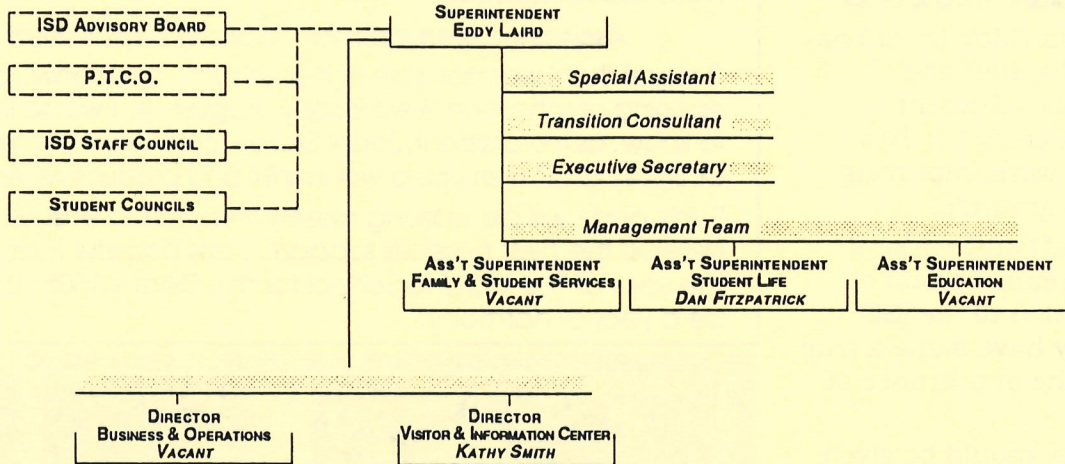 ISD ADVISORY BOARD
P.T.C.O.
ISD STAFF COUNCIL
STUDENT COUNCILS
SUPERINTENDENT
EDDY LAIRD
Special Assistant
Transition Consultant
Executive Secretary
Management Team
ASS'T SUPERINTENDENT
FAMILY & STUDENT SERVICES
VACANT
ASS'T SUPERINTENDENT
STUDENT LIFE
DAN FITZPATRICK
ASS'T SUPERINTENDENT
EDUCATION
VACANT
DIRECTOR
BUSINESS & OPERATIONS
VACANT
DIRECTOR
VISITOR & INFORMATION CENTER
KATHY SMITH